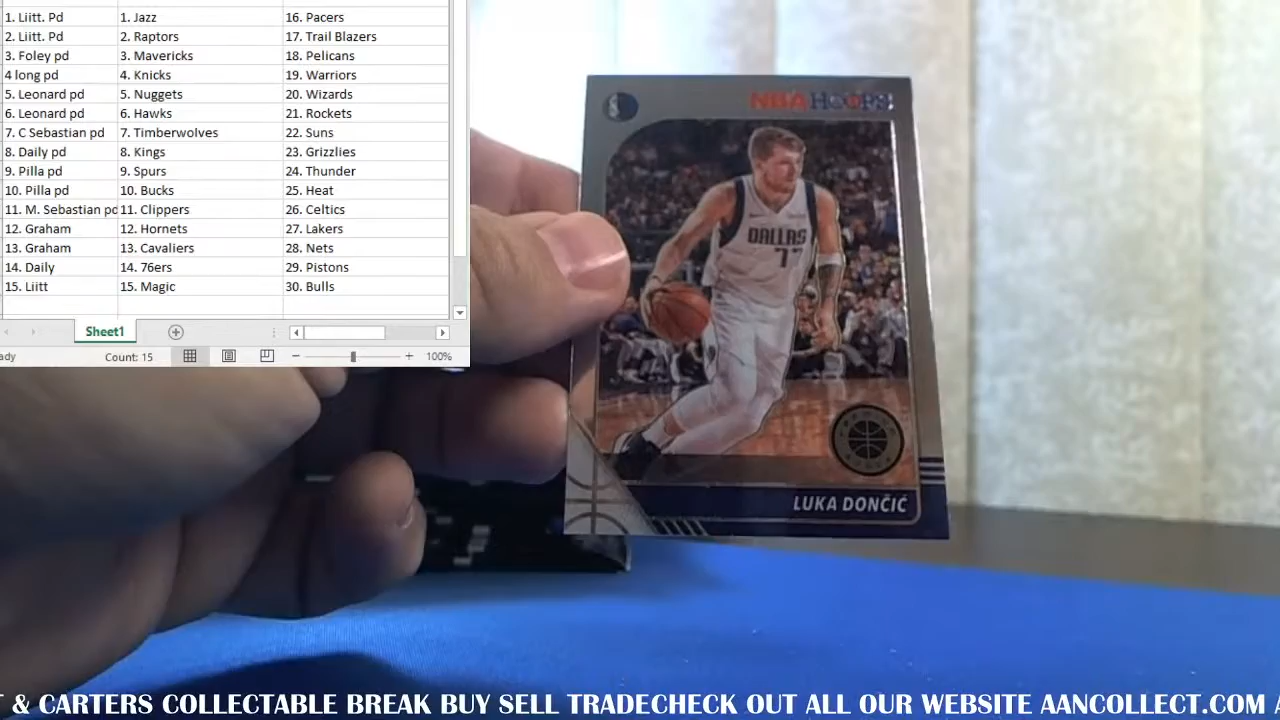 1. Liitt. Pd 1. Jazz 16. Pacers
2. Liitt. Pd 2. Raptors 17. Trail Blazers
3. Foley pd 3. Mavericks 18. Pelicans
4 long pd 4. Knicks 19. Warriors
5. Leonard pd 5. Nuggets 20. Wizards
6. Leonard pd 6. Hawks 21. Rockets
7. C Sebastian pd 7. Timberwolves 22. Suns
8. Daily pd 8. Kings 23. Grizzlies
9. Pilla pd 9. Spurs 24. Thunder
10. Pilla pd 10. Bucks 25. Heat
11. M. Sebastian pd 11. Clippers 26. Celtics
12. Graham 12. Hornets 27. Lakers
13. Graham 13. Cavaliers 28. Nets
14. Daily 14. 76ers 29. Pistons
15. Liitt 15. Magic 30. Bulls
Sheet1
ady Count: 15 100%
NBA HOOPS
DALLAS
77
LUKA DONČIĆ
T & CARTERS COLLECTABLE BREAK BUY SELL TRADECHECK OUT ALL OUR WEBSITE AANCOLLECT.COM A